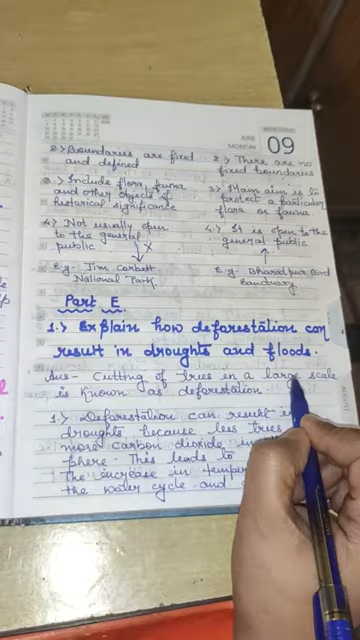 JUNE
MONDAY
09
2.> Boundaries are fixed and defined
2.> There are no fixed boundaries
3.> Include flora, fauna and other objects of historical significance
3.> Main aim is to protect a particular flora or fauna
4.> Not usually open to the general public
4.> It is open to the general public
E.g- Jim Corbett National Park
E.g- Bharatpur Bird Sanctuary
Part E
1.> Explain how deforestation can
result in droughts and floods.
Ans- Cutting of trees in a large scale
is known as deforestation.
1.> Deforestation can result in
droughts because less trees
more carbon dioxide in
phere. This leads to
the increase in temper
the water cycle and